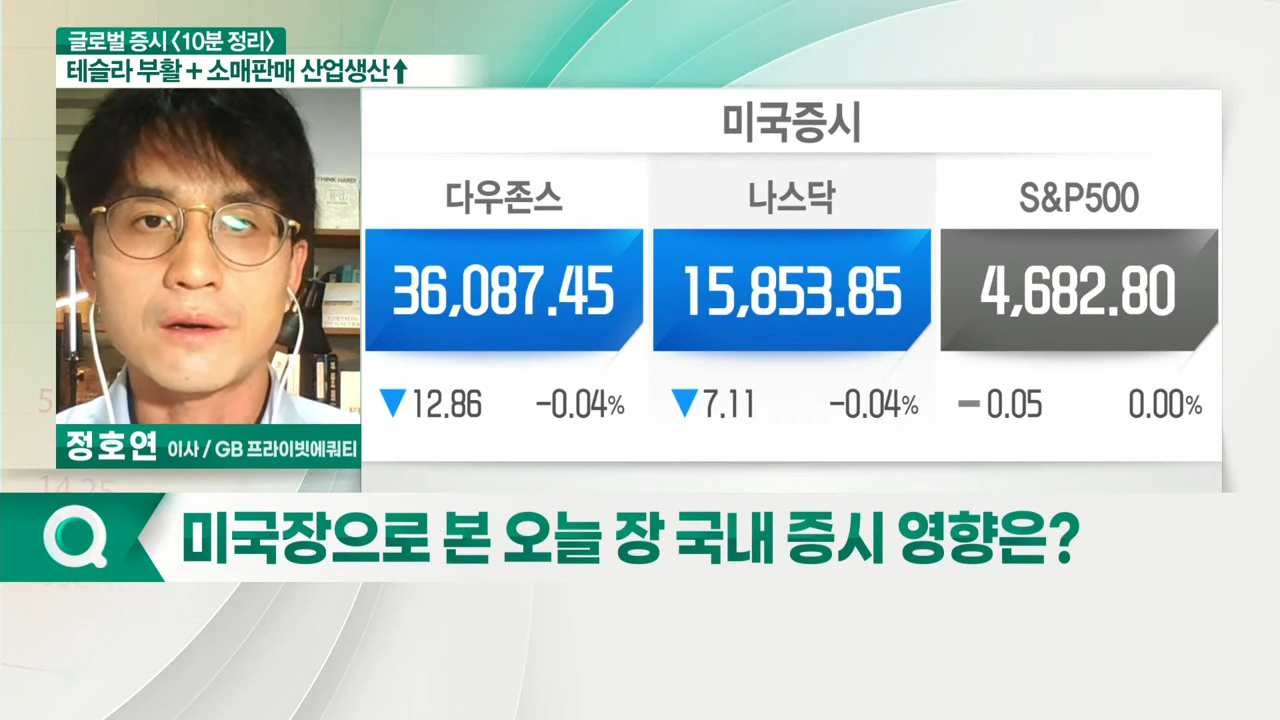 글로벌 증시 <10분 정리>
테슬라 부활 + 소매판매 산업생산⬆
미국증시
다우존스
나스닥
S&P500
36,087.45
15,853.85
4,682.80
▼12.86 -0.04%
▼7.11 -0.04%
- 0.05 0.00%
THINK HARD!
정호연 이사 / GB 프라이빗에쿼티
Q 미국장으로 본 오늘 장 국내 증시 영향은?